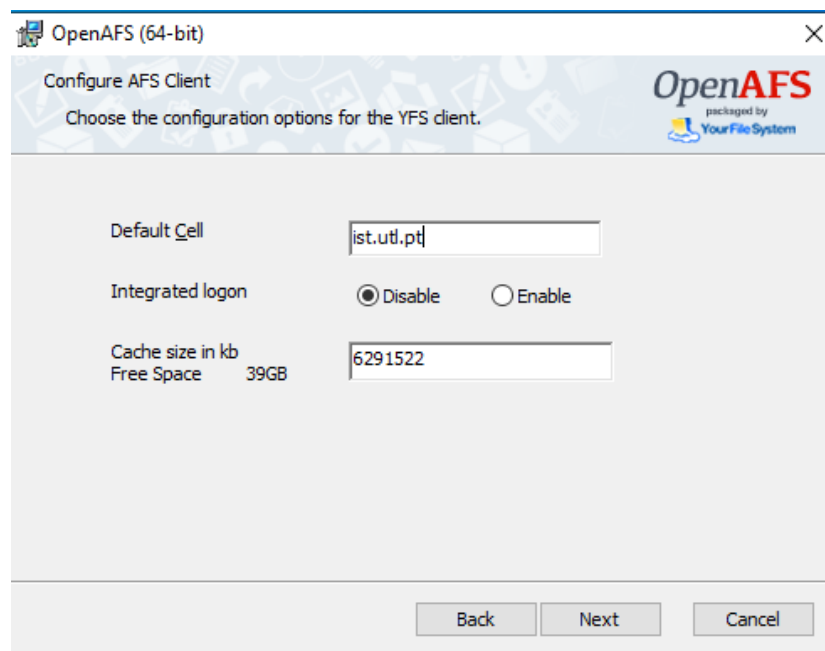 OpenAFS (64-bit)
Configure AFS Client
Choose the configuration options for the YFS client.
OpenAFS
packaged by
YourFileSystem
Default Cell
ist.utl.pt
Integrated logon
Disable
Enable
Cache size in kb
6291522
Free Space 39GB
Back
Next
Cancel